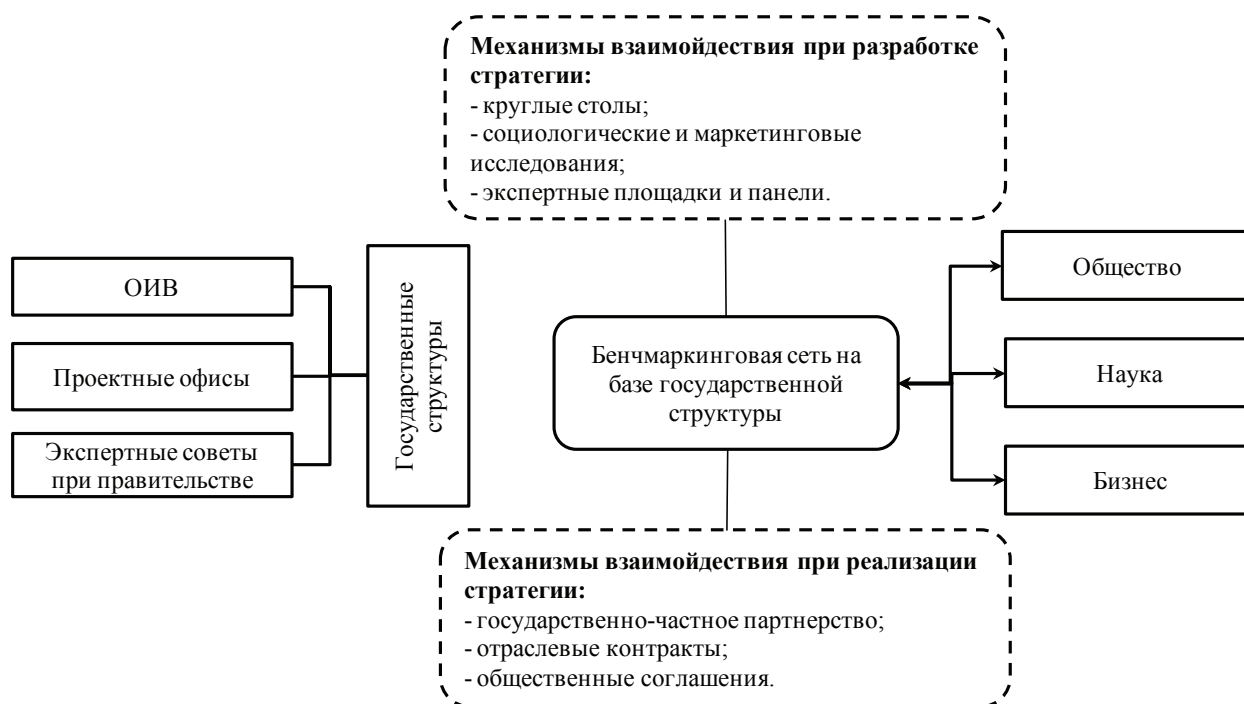 Механизмы взаимойдествия при разработке
стратегии:
- круглые столы;
- социологические и маркетинговые
исследования;
- экспертные площадки и панели.
ОИВ
Проектные офисы
Экспертные советы
при правительстве
Государственные
структуры
Бенчмаркинговая сеть на
базе государственной
структуры
Общество
Наука
Бизнес
Механизмы взаимойдествия при реализации
стратегии:
- государственно-частное партнерство;
- отраслевые контракты;
- общественные соглашения.